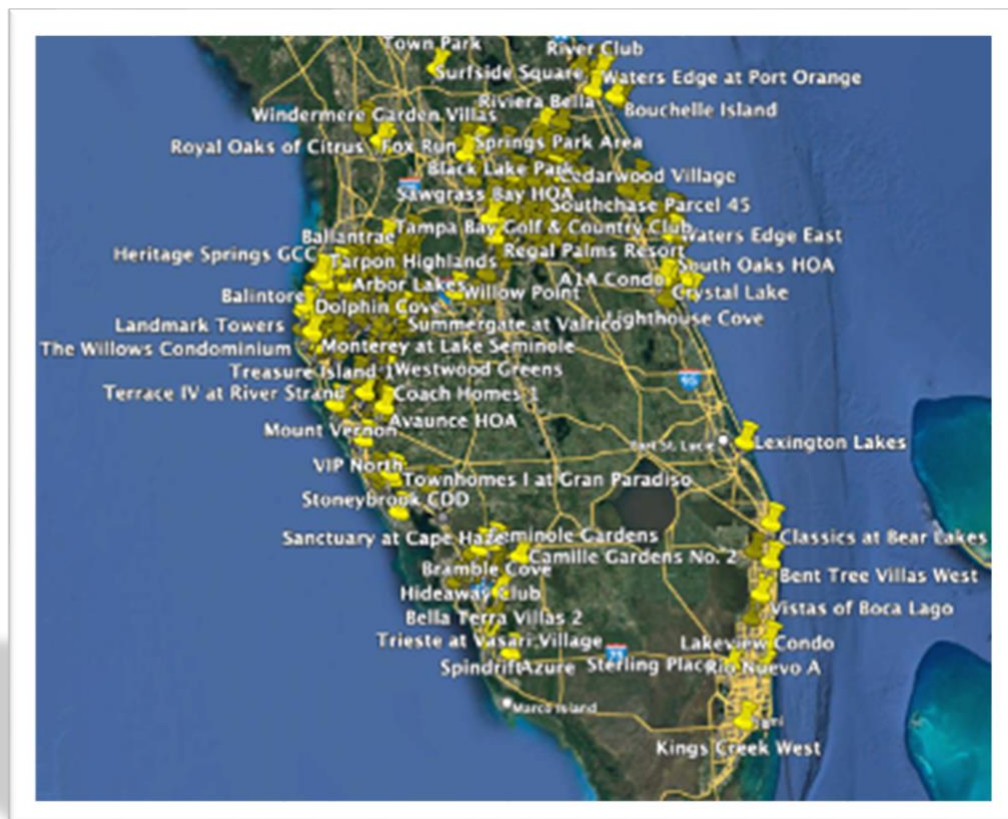 Town Park
River Club
Surfside Square
Waters Edge at Port Orange
Riviera Bella
Bouchelle Island
Windermere Garden Villas
Royal Oaks of Citrus
Fox Run
Springs Park Area
Black Lake Park
Cedarwood Village
Sawgrass Bay HOA
Southchase Parcel 45
Tampa Bay Golf & Country Club
Ballantrae
Waters Edge East
Heritage Springs GCC
Tarpon Highlands
Regal Palms Resort
South Oaks HOA
Arbor Lakes
A1A Condo
Balintore
Willow Point
Crystal Lake
Dolphin Cove
Landmark Towers
Summergate at Valrico
Lighthouse Cove
The Willows Condominium
Monterey at Lake Seminole
Treasure Island 1
Westwood Greens
95
Terrace IV at River Strand
Coach Homes 1
Avaunce HOA
Mount Vernon
Port St. Lucie
Lexington Lakes
VIP North
Townhomes I at Gran Paradiso
Stoneybrook CDD
Sanctuary at Cape Haze
Seminole Gardens
Classics at Bear Lakes
Camille Gardens No. 2
Bramble Cove
Bent Tree Villas West
Hideaway Club
Vistas of Boca Lago
Bella Terra Villas 2
Trieste at Vasari Village
Lakeview Condo
75
Spindrift
Azure
Sterling Place
Rio Nuevo A
Marco Island
Kings Creek West